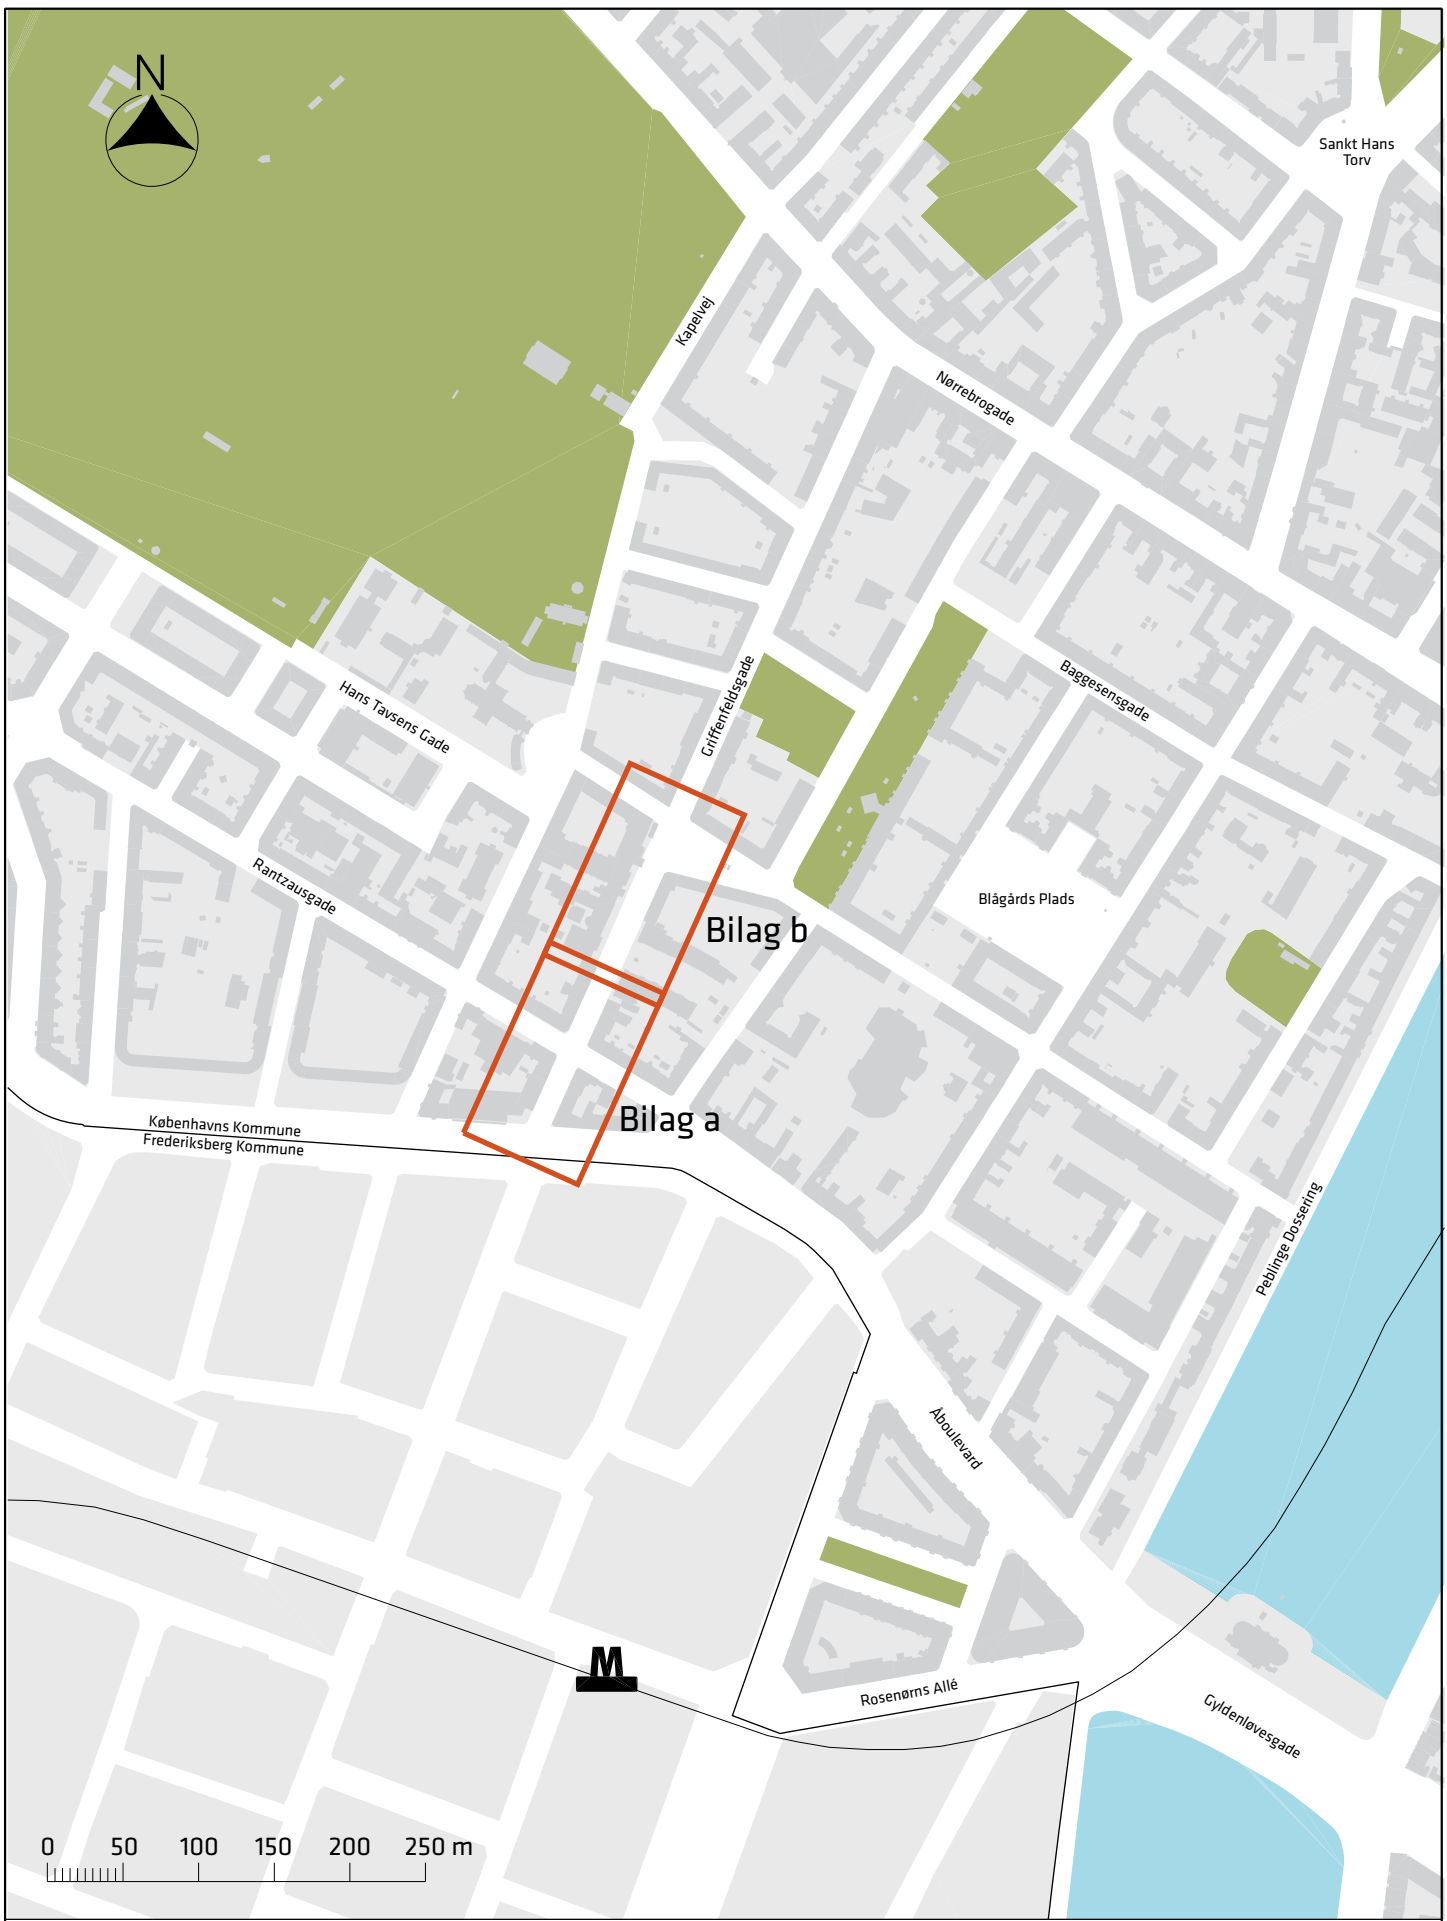 N
Sankt Hans
Torv
Kapelvej
Nørrebrogade
Griffenfeldsgade
Baggesensgade
Hans Tavsens Gade
Rantzausgade
Blågårds Plads
Bilag b
Bilag a
Københavns Kommune
Frederiksberg Kommune
Peblinge Dossering
Åboulevard
M
Rosenørns Allé
Gyldenløvesgade
0 50 100 150 200 250 m